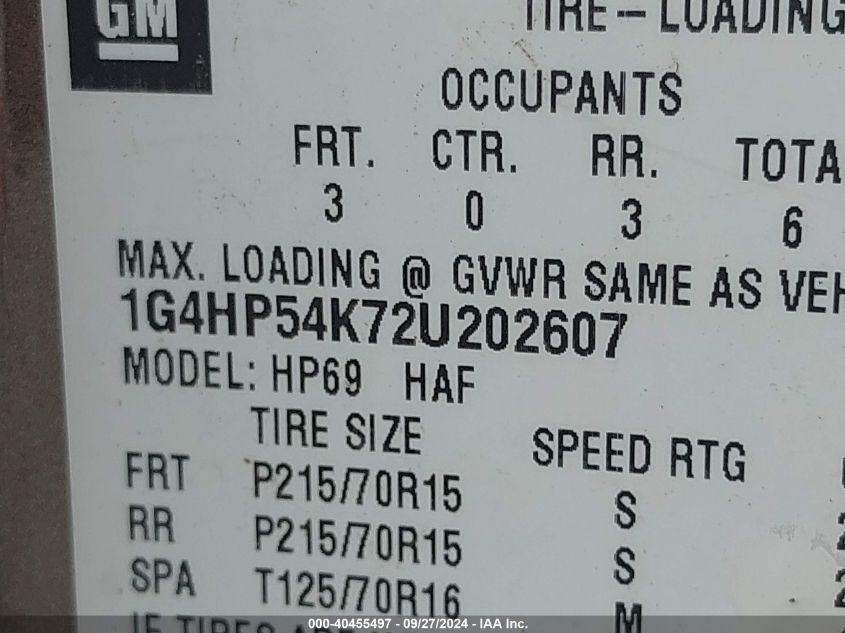 GM
TIRE-LOADING
OCCUPANTS
FRT. CTR. RR. TOTA
3 0 3 6
MAX. LOADING @ GVWR SAME AS VEH
1G4HP54K72U202607
MODEL: HP69 HAF
TIRE SIZE SPEED RTG
FRT P215/70R15 S
RR P215/70R15 S
SPA T125/70R16 M
IF TIRES
000-40455497 - 09/27/2024 - IAA Inc.